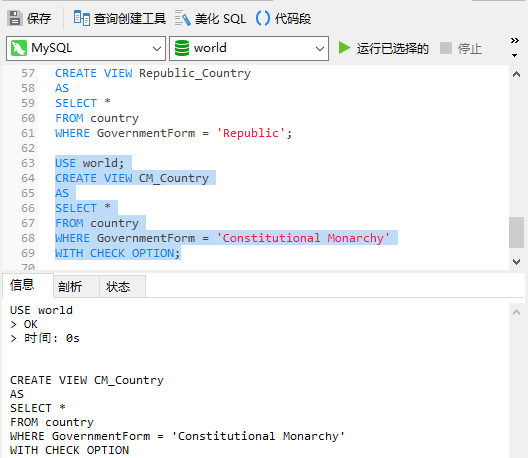 保存 查询创建工具 美化 SQL 代码段
MySQL world 运行已选择的 停止
57 CREATE VIEW Republic_Country
58 AS
59 SELECT *
60 FROM country
61 WHERE GovernmentForm = 'Republic';
62
63 USE world;
64 CREATE VIEW CM_Country
65 AS
66 SELECT *
67 FROM country
68 WHERE GovernmentForm = 'Constitutional Monarchy'
69 WITH CHECK OPTION;
70
信息 剖析 状态
USE world
> OK
> 时间: 0s
CREATE VIEW CM_Country
AS
SELECT *
FROM country
WHERE GovernmentForm = 'Constitutional Monarchy'
WITH CHECK OPTION